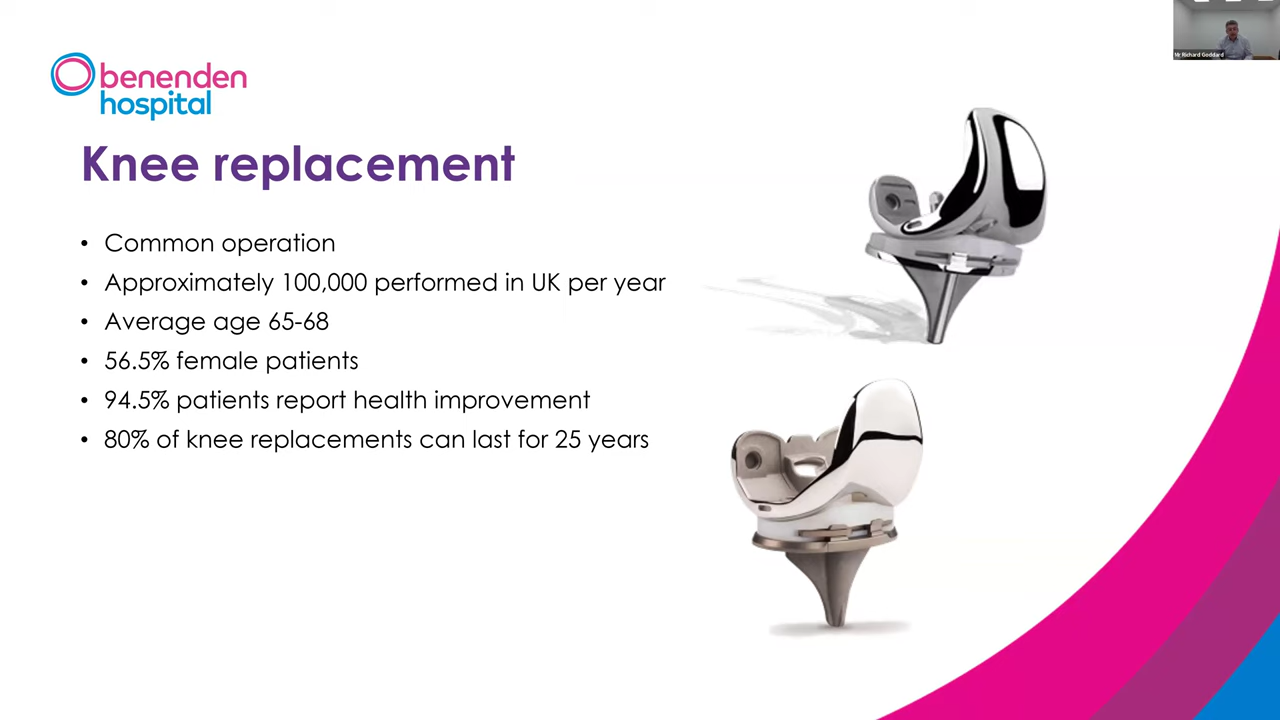 Mr Richard Goddard
benenden
hospital
Knee replacement
• Common operation
• Approximately 100,000 performed in UK per year
• Average age 65-68
• 56.5% female patients
• 94.5% patients report health improvement
• 80% of knee replacements can last for 25 years